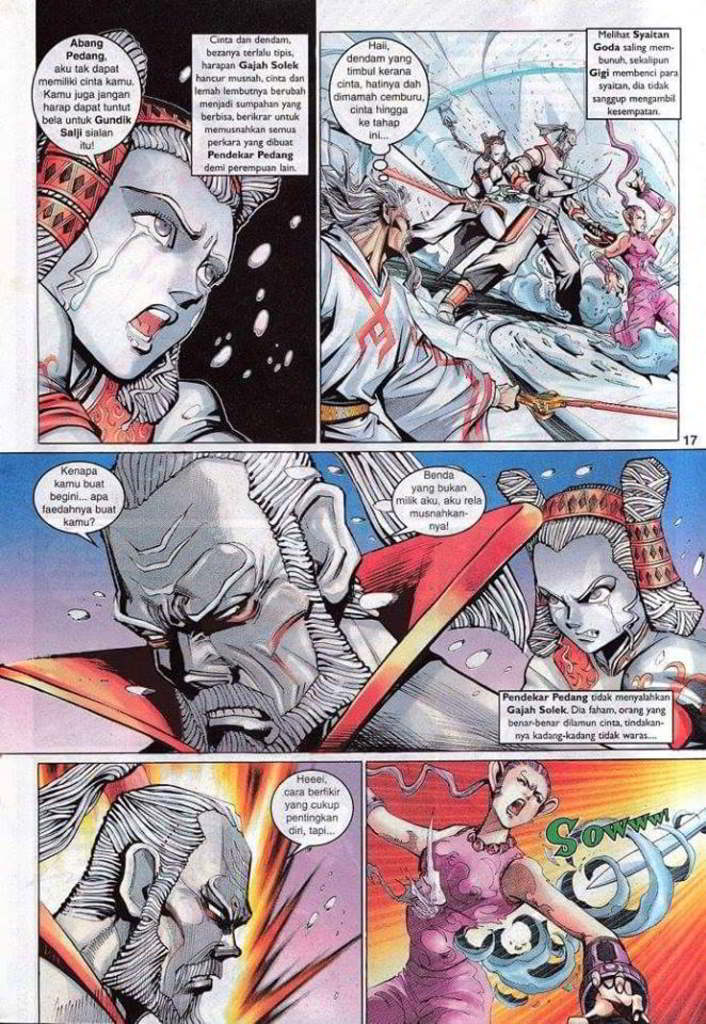 Abang
Pedang,
aku tak dapat
memiliki cinta kamu.
Kamu juga jangan
harap dapat tuntut
bela untuk Gundik
Salji sialan
itu!
Cinta dan dendam,
bezanya terlalu tipis,
harapan Gajah Solek
hancur musnah, cinta dan
lemah lembutnya berubah
menjadi sumpahan yang
berbisa, berikrar untuk
memusnahkan semua
perkara yang dibuat
Pendekar Pedang
demi perempuan lain.
Haii,
dendam yang
timbul kerana
cinta, hatinya dah
dimamah cemburu,
cinta hingga
ke tahap
ini...
Melihat Syaitan
Goda saling mem-
bunuh, sekalipun
Gigi membenci para
syaitan, dia tidak
sanggup mengambil
kesempatan.
17
Kenapa
kamu buat
begini... apa
faedahnya buat
kamu?
Benda
yang bukan
milik aku, aku rela
musnahkan-
nya!
Pendekar Pedang tidak menyalahkan
Gajah Solek. Dia faham, orang yang
benar-benar dilamun cinta, tindakan-
nya kadang-kadang tidak waras....
Heeei,
cara berfikir
yang cukup
pentingkan
diri, tapi...
Sowww!